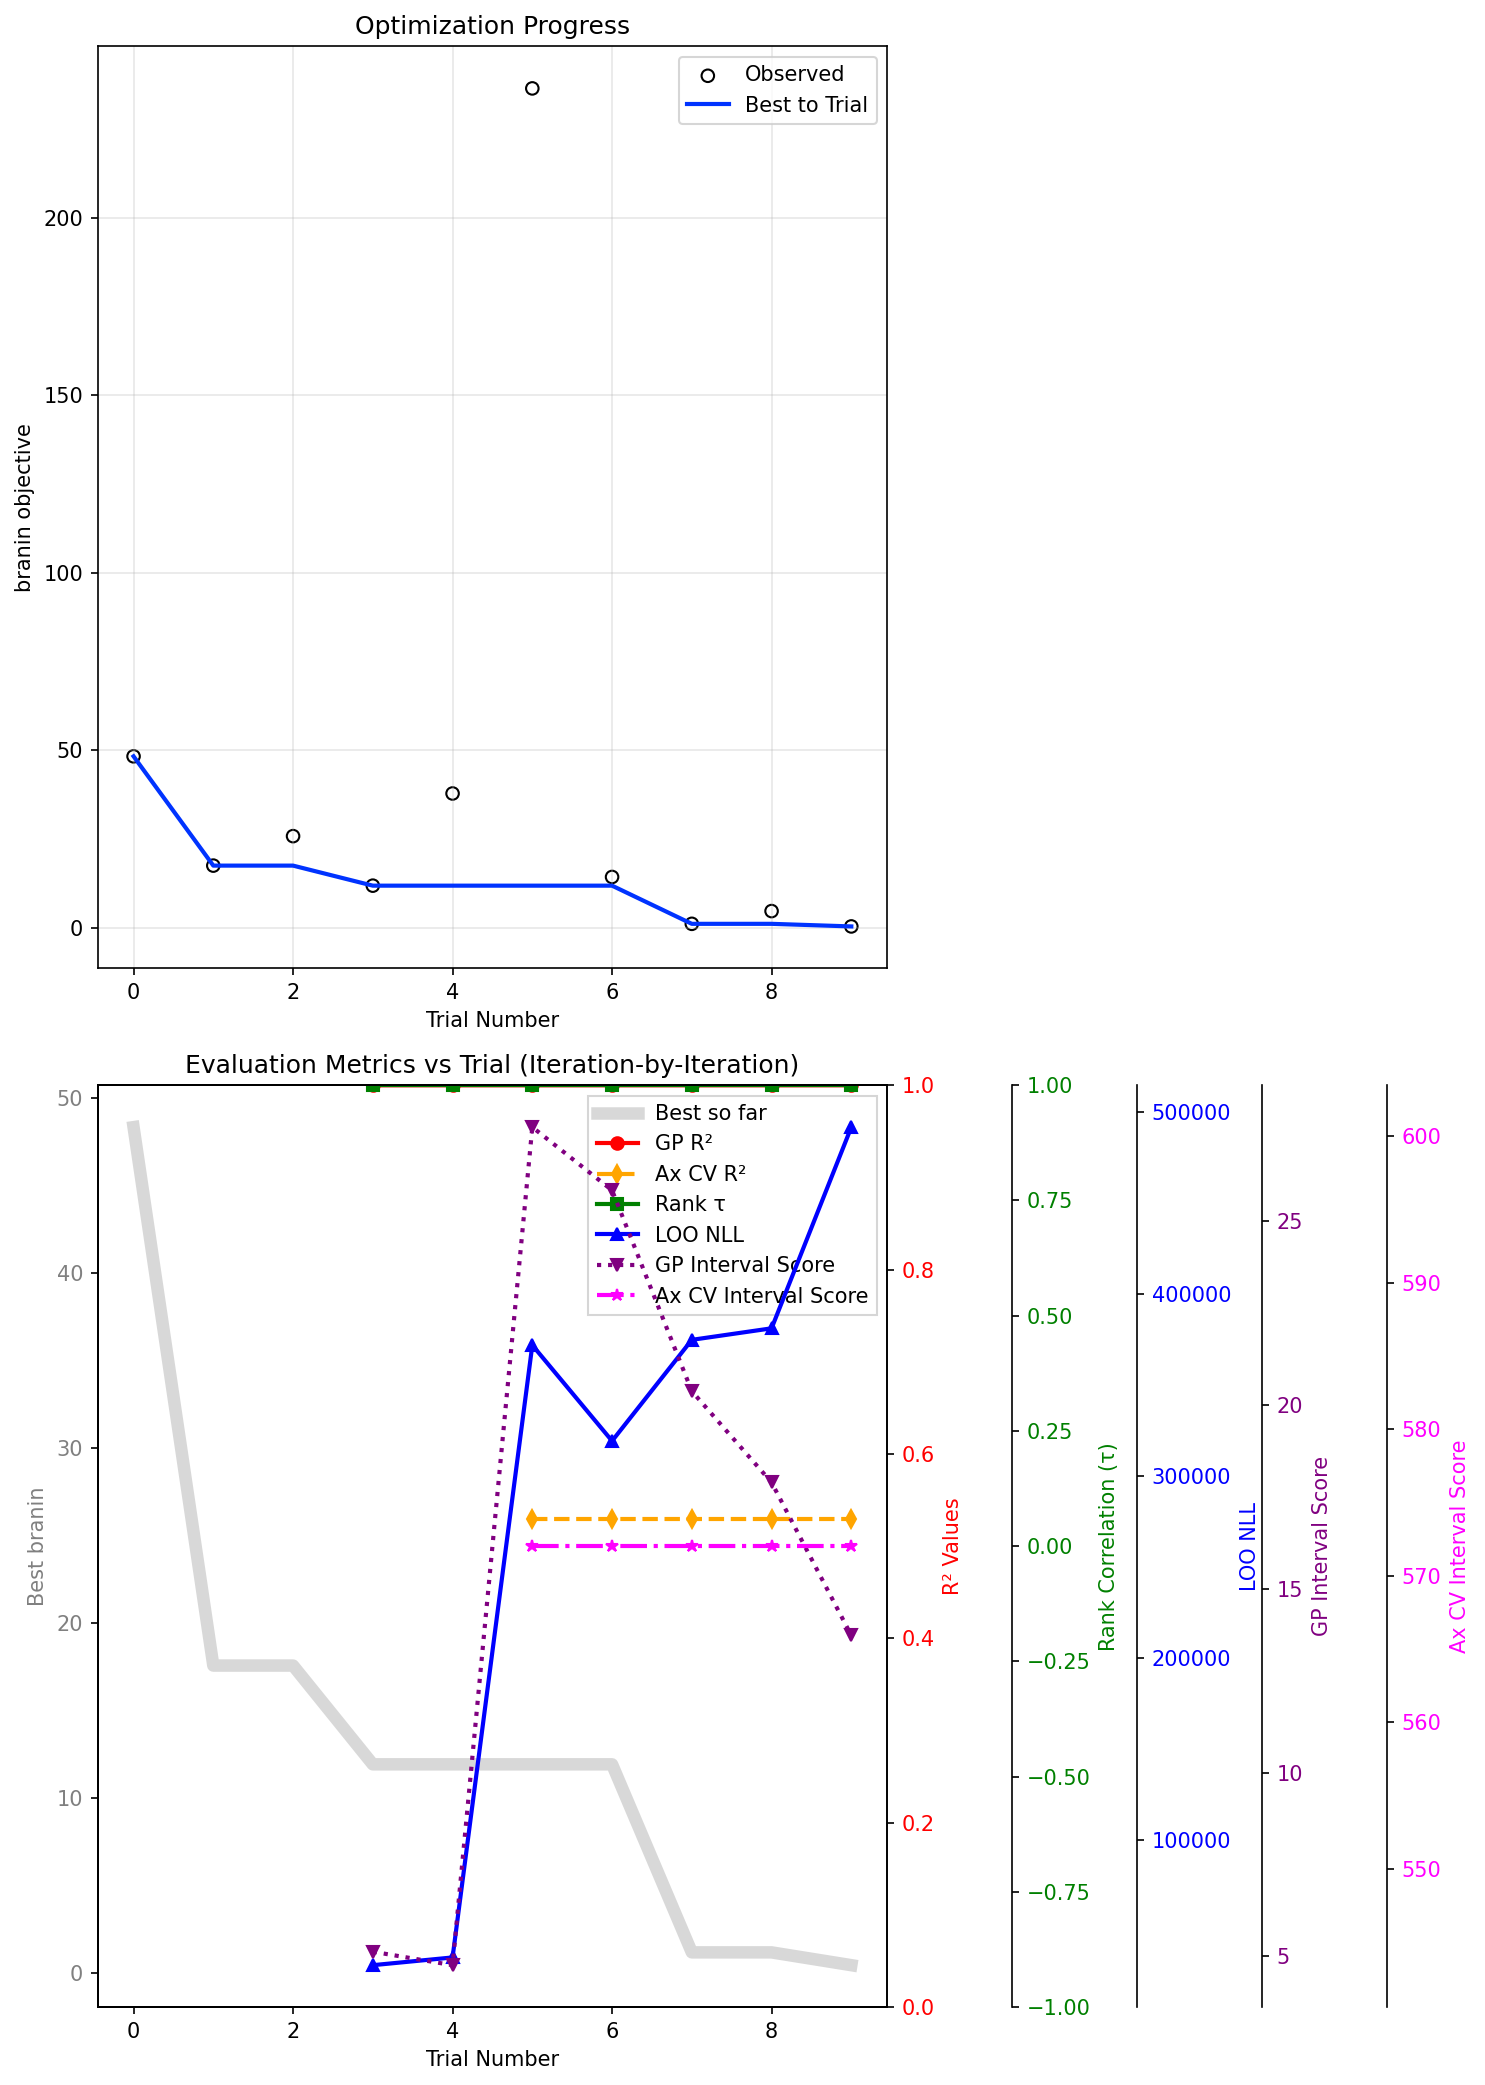 Optimization Progress
Observed
Best to Trial
200
150
100
50
0
branin objective
0 2 4 6 8
Trial Number
Evaluation Metrics vs Trial (Iteration-by-Iteration)
Best so far
GP R²
Ax CV R²
Rank τ
LOO NLL
GP Interval Score
Ax CV Interval Score
50
40
30
20
10
0
Best branin
0 2 4 6 8
Trial Number
1.0
0.8
0.6
0.4
0.2
0.0
R² Values
1.00
0.75
0.50
0.25
0.00
−0.25
−0.50
−0.75
−1.00
Rank Correlation (τ)
500000
400000
300000
200000
100000
LOO NLL
25
20
15
10
5
GP Interval Score
600
590
580
570
560
550
Ax CV Interval Score